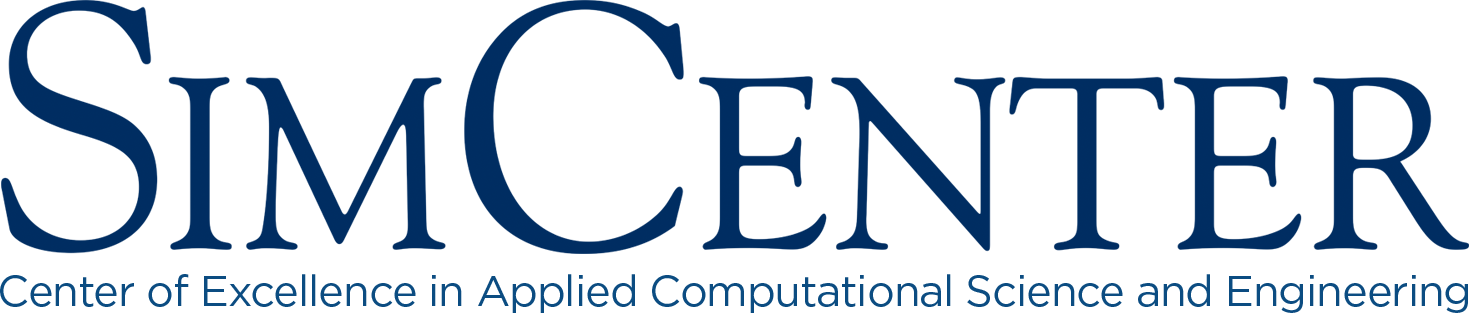 SIMCENTER
Center of Excellence in Applied Computational Science and Engineering